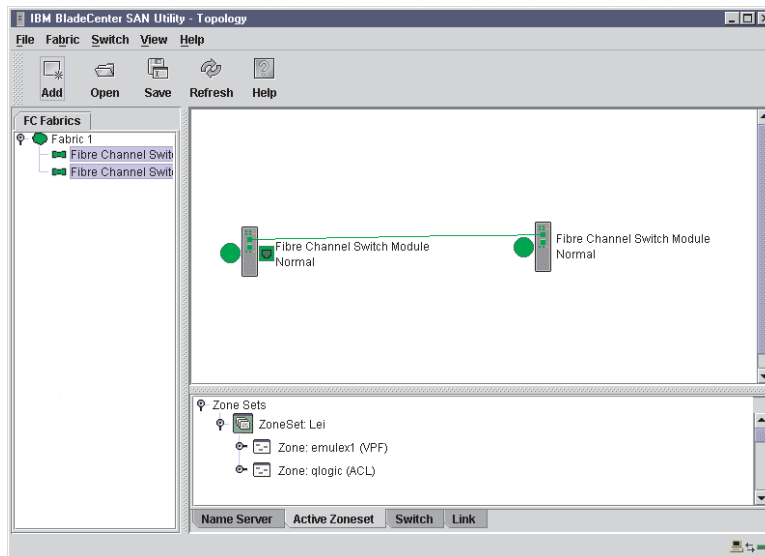 IBM BladeCenter SAN Utility - Topology
File Fabric Switch View Help
Add Open Save Refresh Help
FC Fabrics
Fabric 1
Fibre Channel Swit
Fibre Channel Swit
Fibre Channel Switch Module
Normal
Fibre Channel Switch Module
Normal
Zone Sets
ZoneSet: Lei
Zone: emulex1 (VPF)
Zone: qlogic (ACL)
Name Server Active Zoneset Switch Link